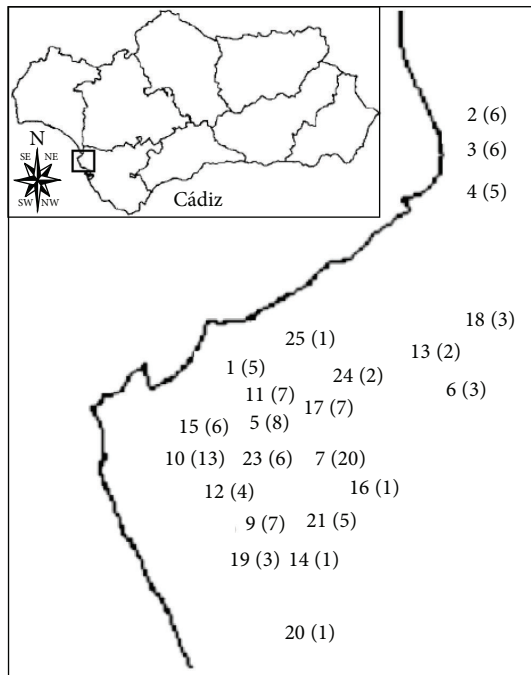 N
SE NE
SW NW
Cádiz
2 (6)
3 (6)
4 (5)
18 (3)
25 (1)
13 (2)
1 (5)
24 (2)
6 (3)
11 (7)
17 (7)
15 (6) 5 (8)
10 (13) 23 (6) 7 (20)
12 (4) 16 (1)
9 (7) 21 (5)
19 (3) 14 (1)
20 (1)